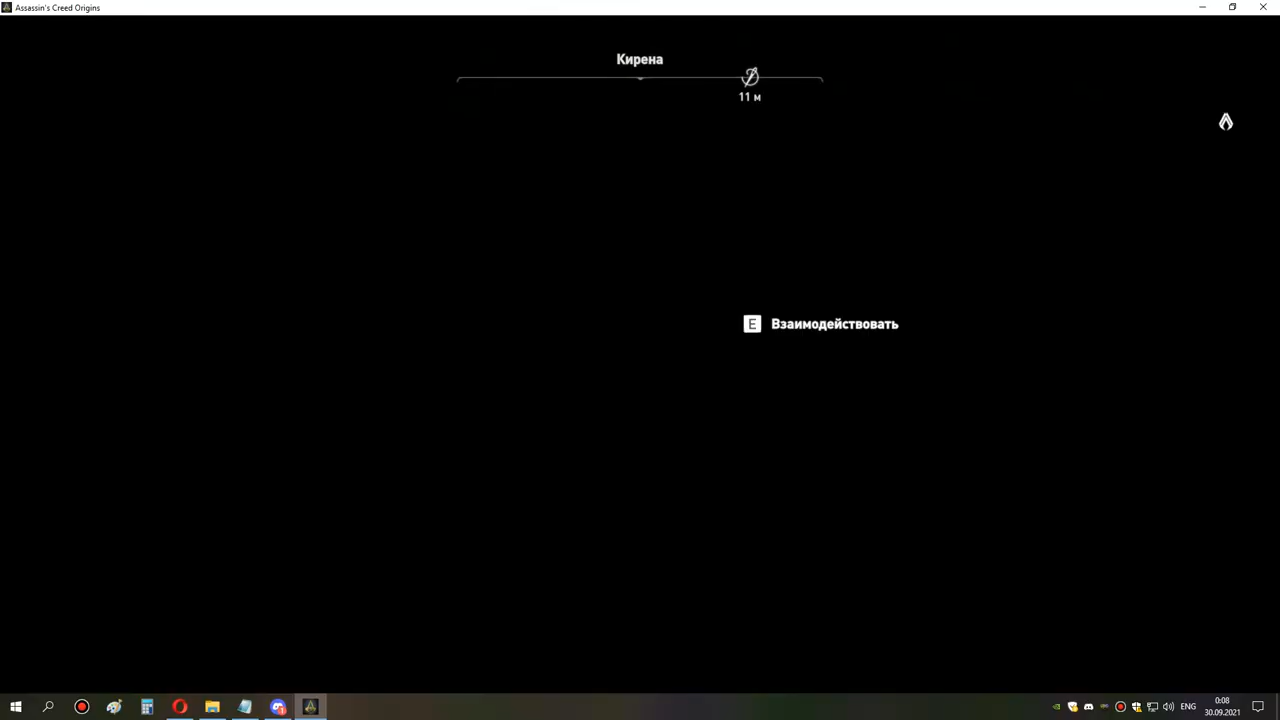 Assassin's Creed Origins
Кирена
11 м
E Взаимодействовать
ENG
0:08
30.09.2021